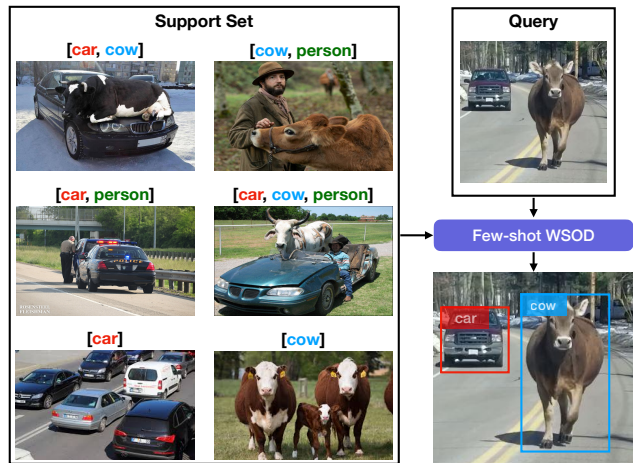 Support Set
[car, cow]
[cow, person]
[car, person]
[car, cow, person]
[car]
[cow]
Query
Few-shot WSOD
car
cow